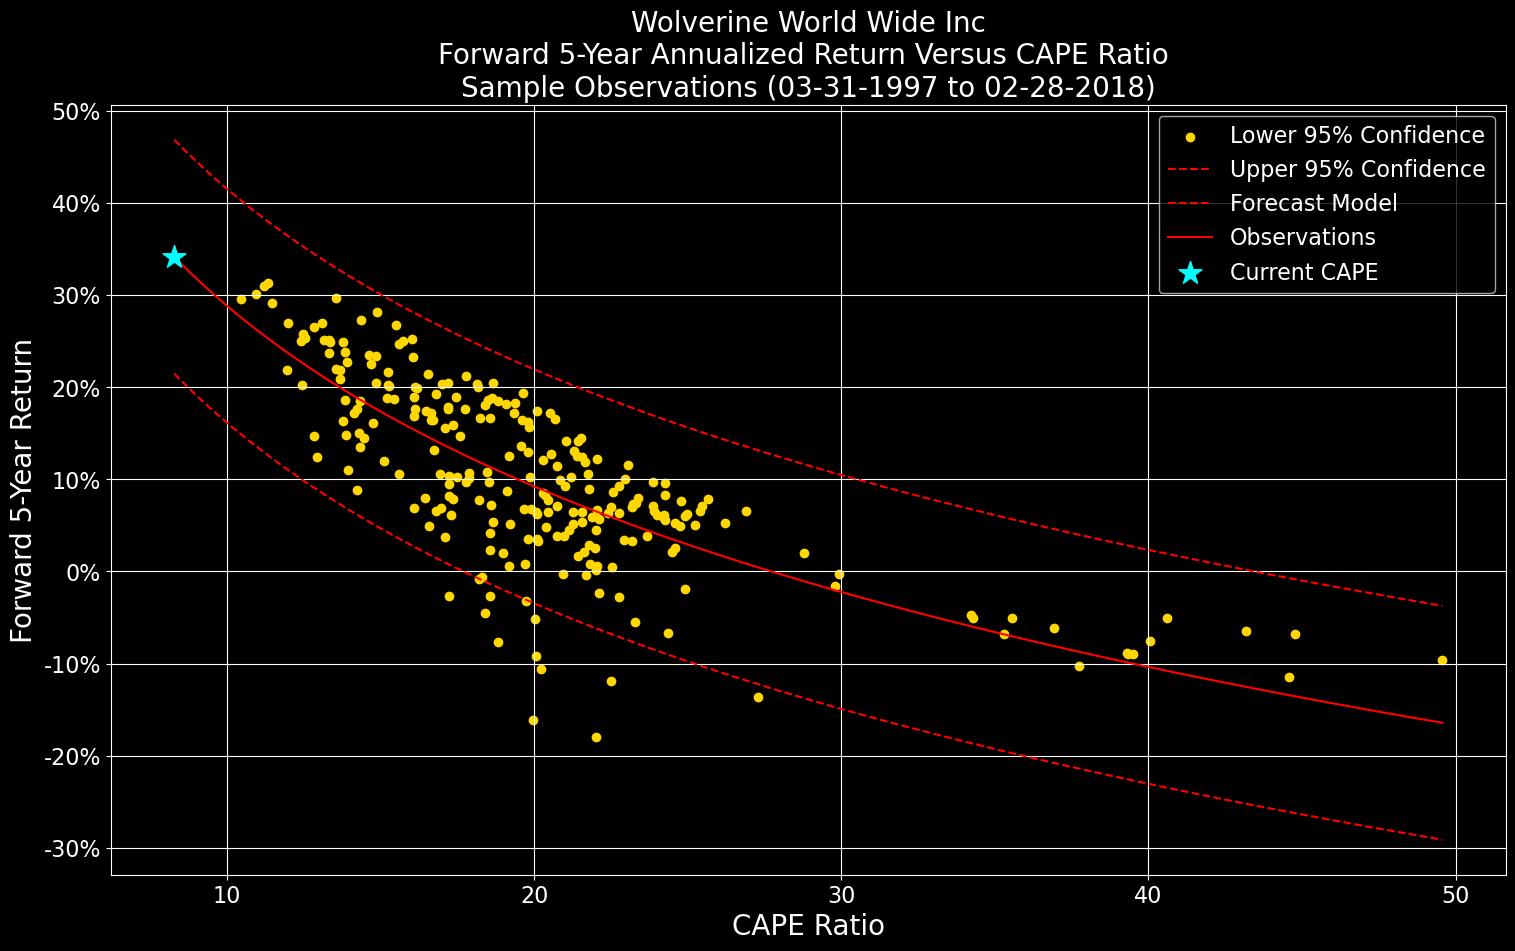 Wolverine World Wide Inc
Forward 5-Year Annualized Return Versus CAPE Ratio
Sample Observations (03-31-1997 to 02-28-2018)
Lower 95% Confidence
Upper 95% Confidence
Forecast Model
Observations
Current CAPE
Forward 5-Year Return
50%
40%
30%
20%
10%
0%
-10%
-20%
-30%
10 20 30 40 50
CAPE Ratio